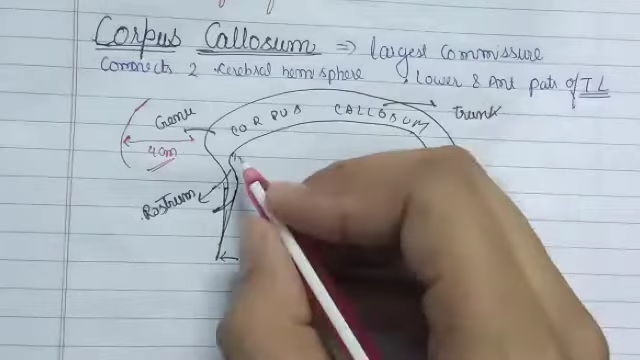 Corpus Callosum ⇒ largest Commissure
Connects 2 Cerebral hemisphere . Lower & Ant part of TL
Genu
CORPUS CALLOSUM
trunk
4cm
Rostrum